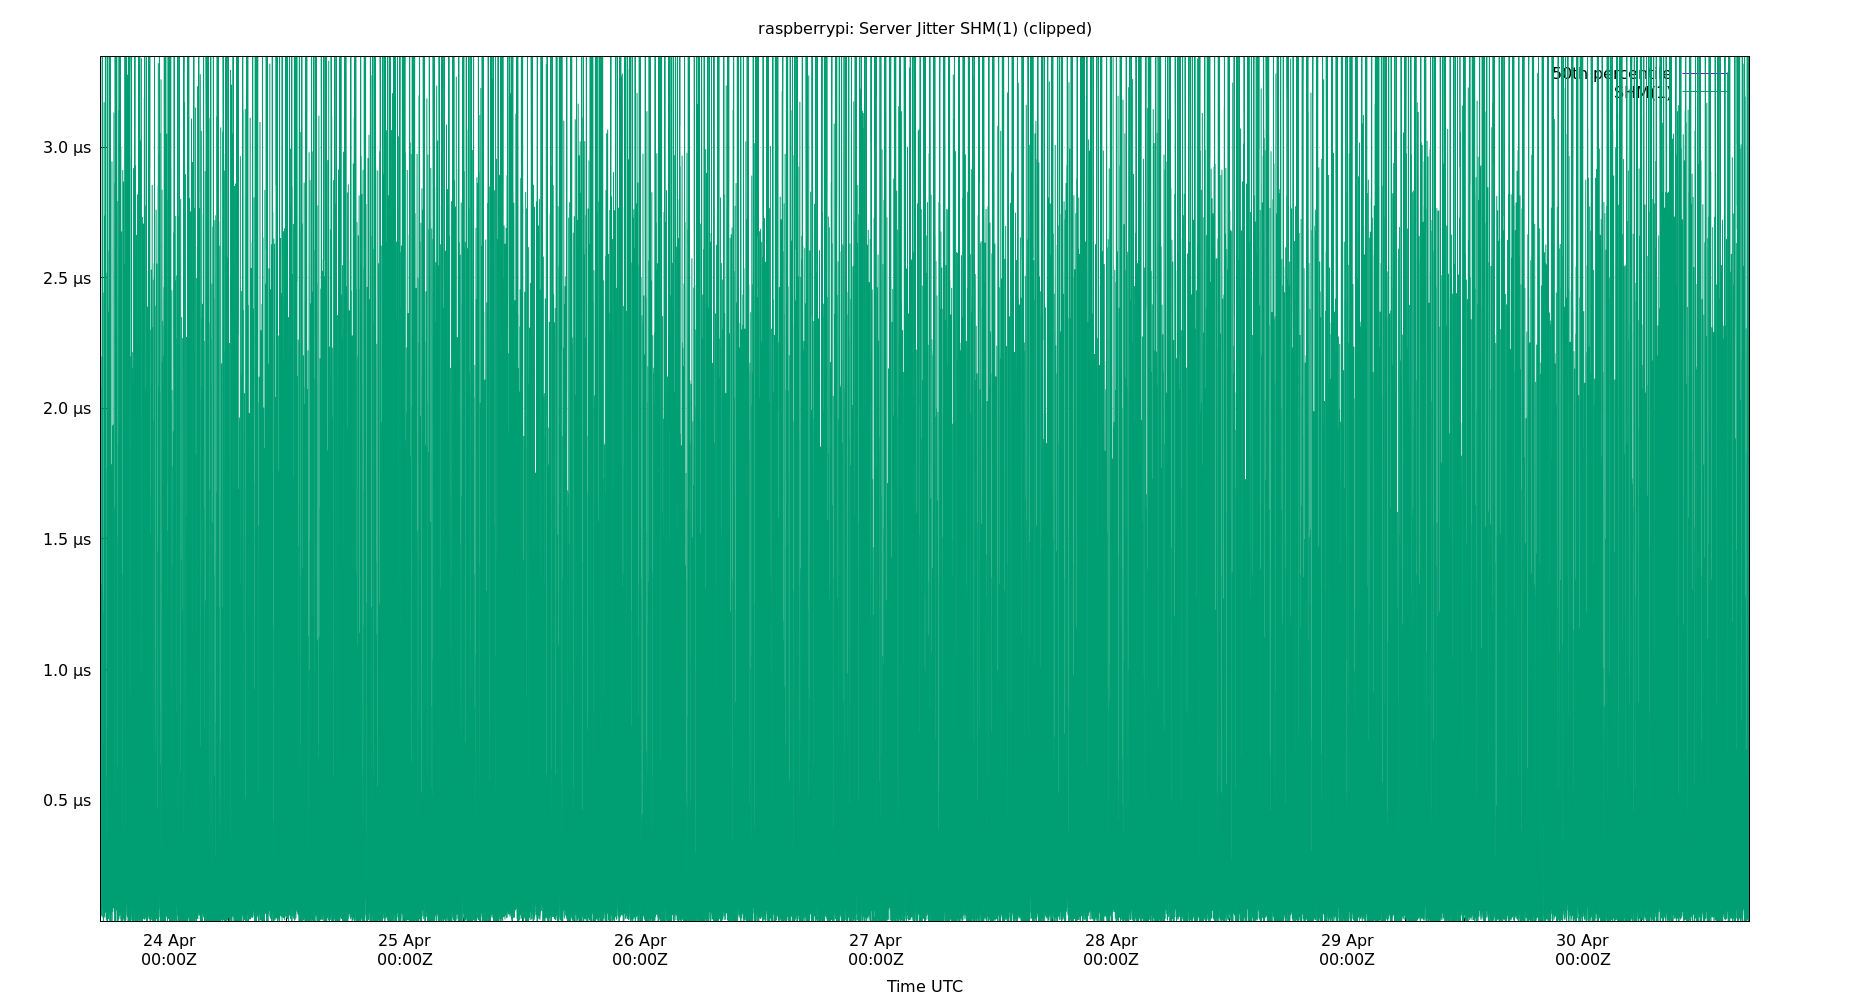 raspberrypi: Server Jitter SHM(1) (clipped)
50th percentile
SHM(1)
3.0 µs
2.5 µs
2.0 µs
1.5 µs
1.0 µs
0.5 µs
24 Apr 25 Apr 26 Apr 27 Apr 28 Apr 29 Apr 30 Apr
00:00Z 00:00Z 00:00Z 00:00Z 00:00Z 00:00Z 00:00Z
Time UTC